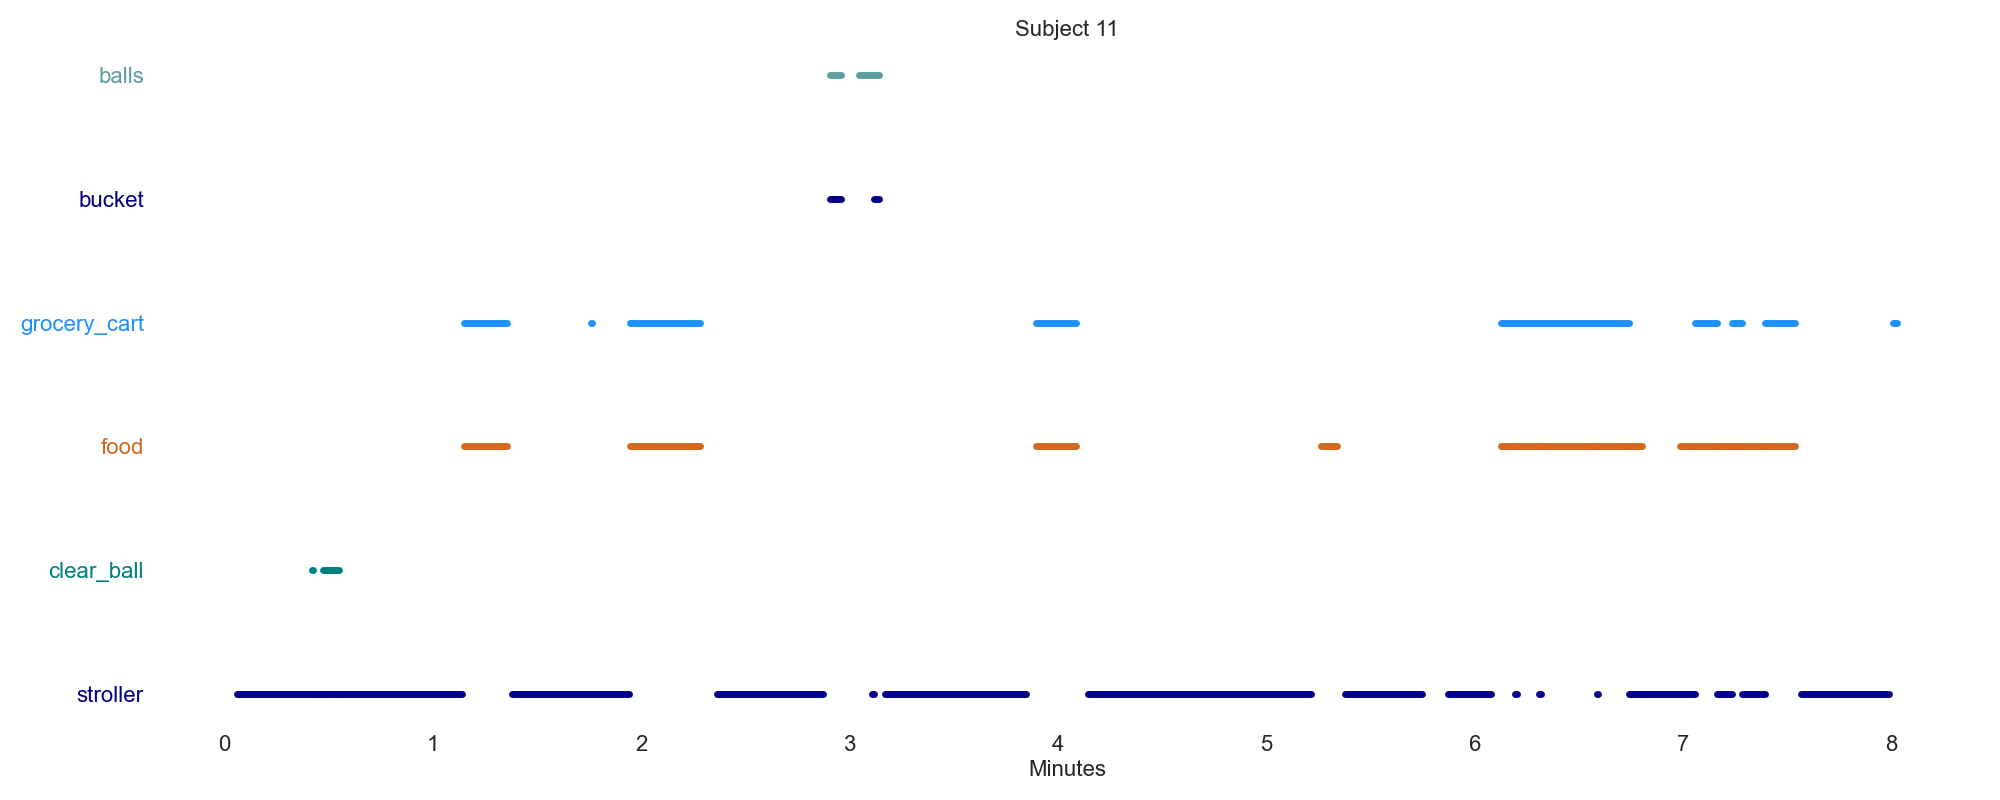 Subject 11
balls
bucket
grocery_cart
food
clear_ball
stroller
0 1 2 3 4 5 6 7 8
Minutes